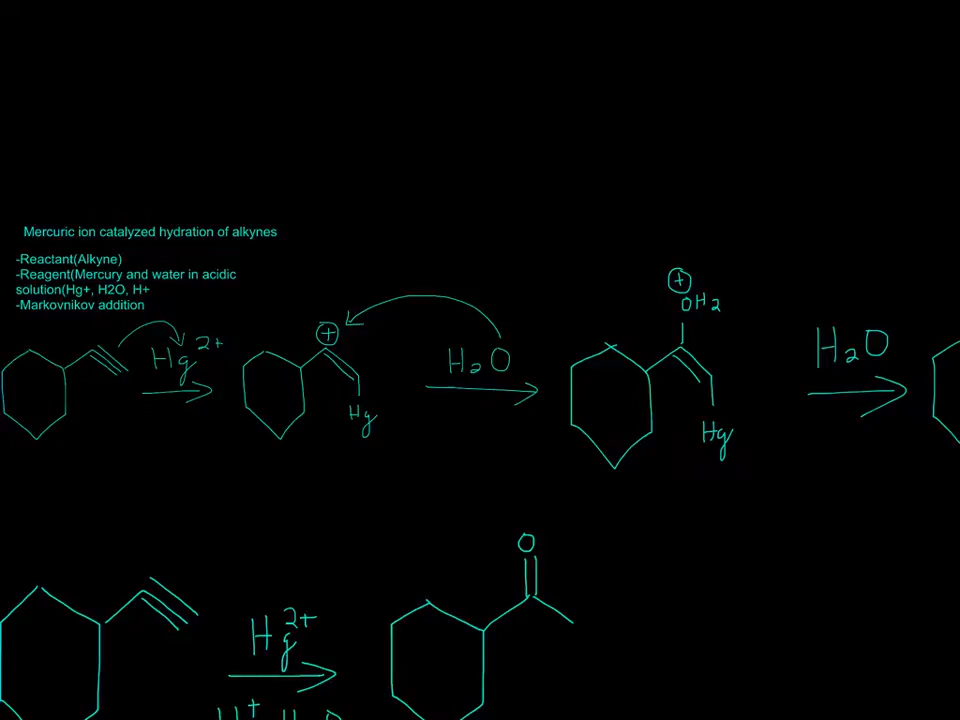 Mercuric ion catalyzed hydration of alkynes
-Reactant(Alkyne)
-Reagent(Mercury and water in acidic
solution(Hg+, H2O, H+
-Markovnikov addition
⊕
OH2
Hg2+
⊕
H2O
H2O
Hg
Hg
O
Hg2+
H+ H2O